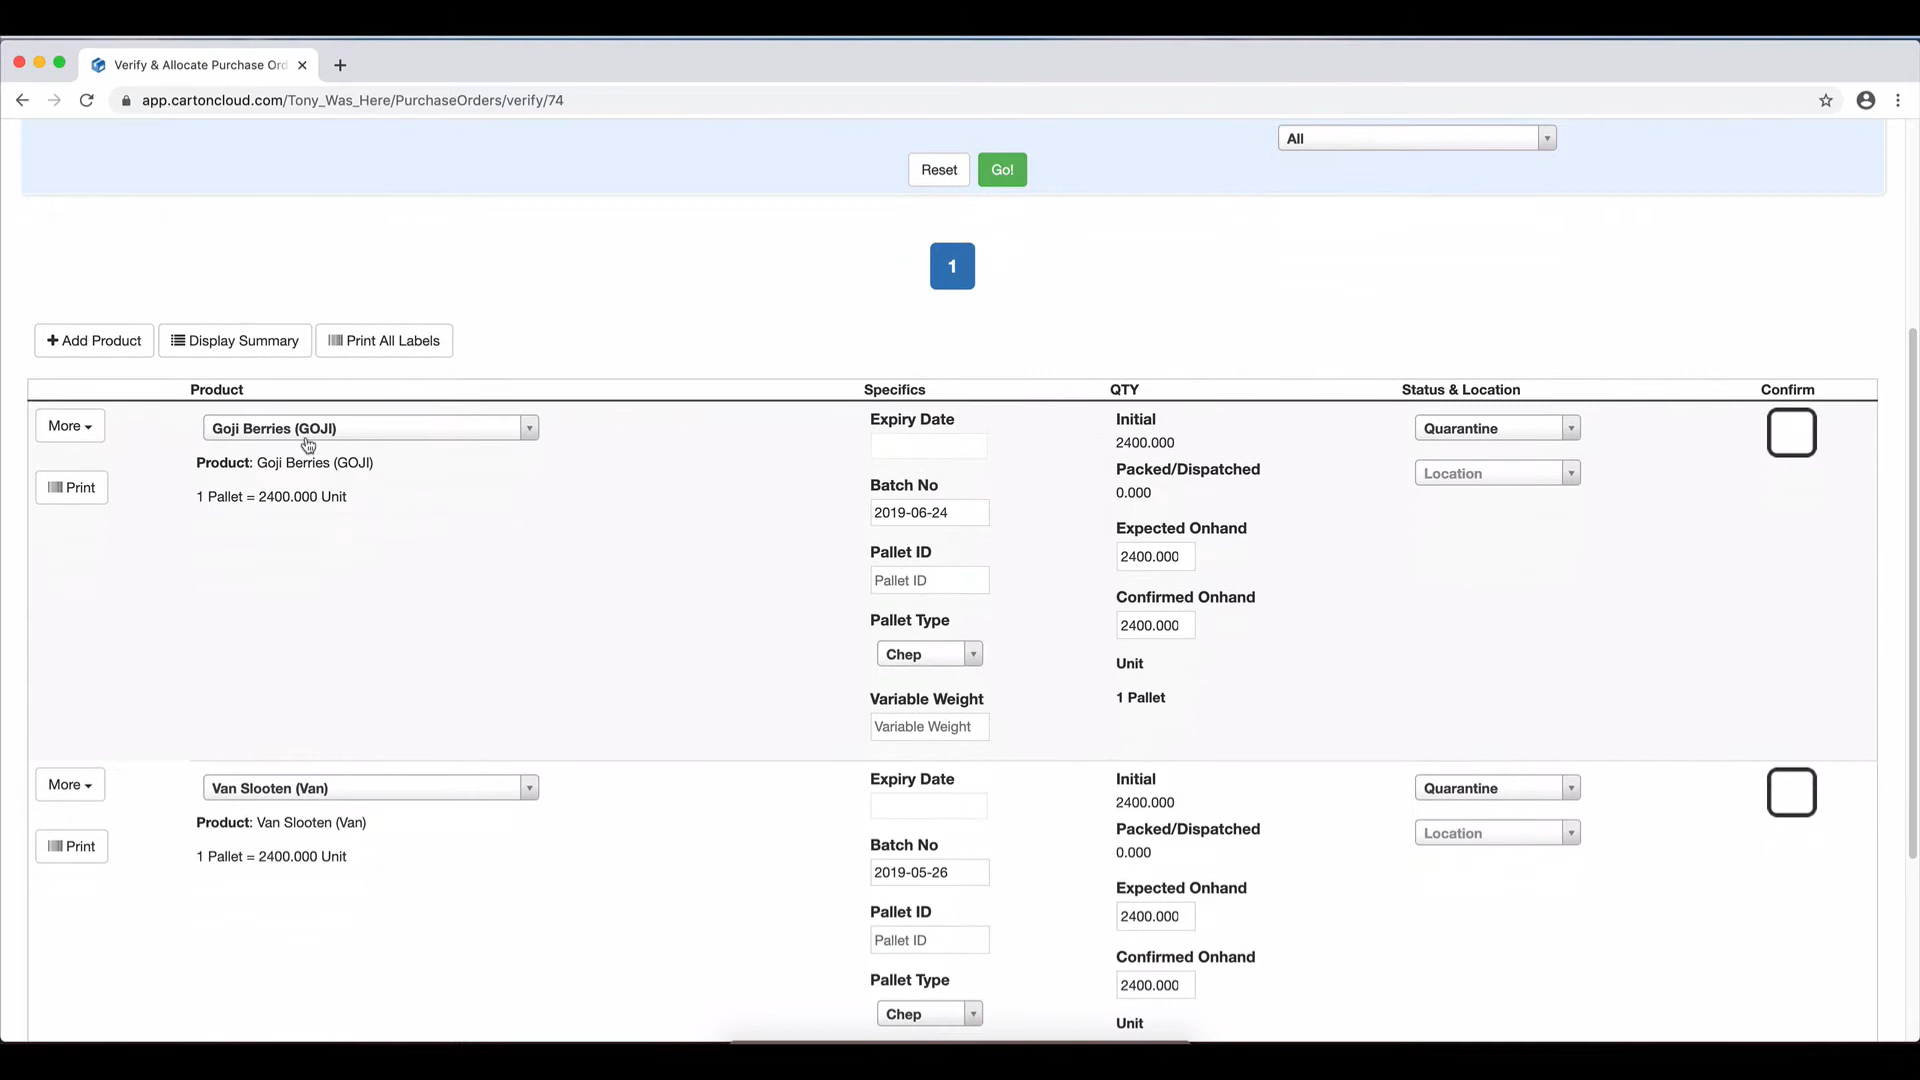 Verify & Allocate Purchase Ord
app.cartoncloud.com/Tony_Was_Here/PurchaseOrders/verify/74
All
Reset Go!
1
Add Product Display Summary Print All Labels
Product Specifics QTY Status & Location Confirm
More
Goji Berries (GOJI)
Product: Goji Berries (GOJI)
Print
1 Pallet = 2400.000 Unit
Expiry Date
Batch No
2019-06-24
Pallet ID
Pallet ID
Pallet Type
Chep
Variable Weight
Variable Weight
Initial
2400.000
Packed/Dispatched
0.000
Expected Onhand
2400.000
Confirmed Onhand
2400.000
Unit
1 Pallet
Quarantine
Location
More
Van Slooten (Van)
Product: Van Slooten (Van)
Print
1 Pallet = 2400.000 Unit
Expiry Date
Batch No
2019-05-26
Pallet ID
Pallet ID
Pallet Type
Chep
Initial
2400.000
Packed/Dispatched
0.000
Expected Onhand
2400.000
Confirmed Onhand
2400.000
Unit
Quarantine
Location